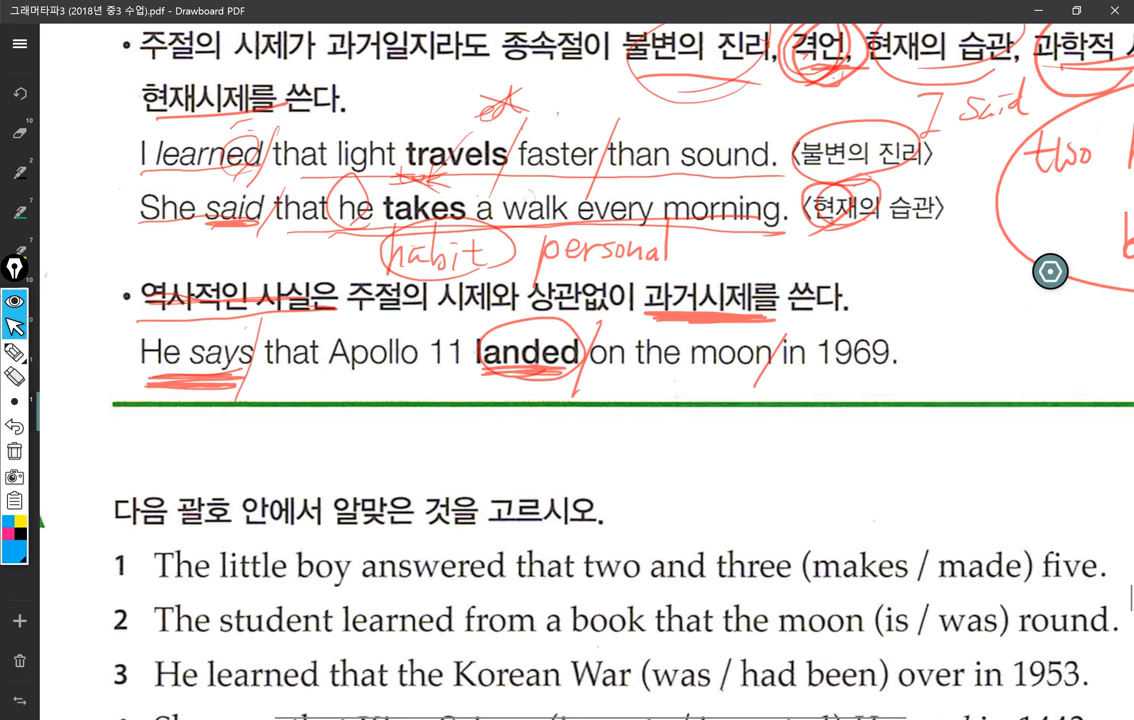 그래머타파3 (2018년 중3 수업).pdf - Drawboard PDF
• 주절의 시제가 과거일지라도 종속절이 불변의 진리, 격언, 현재의 습관, 과학적
현재시제를 쓴다.
I said
I learned that light travels faster than sound. 〈불변의 진리〉
two
She said that he takes a walk every morning. 〈현재의 습관〉
habit personal
• 역사적인 사실은 주절의 시제와 상관없이 과거시제를 쓴다.
He says that Apollo 11 landed on the moon in 1969.
다음 괄호 안에서 알맞은 것을 고르시오.
1 The little boy answered that two and three (makes / made) five.
2 The student learned from a book that the moon (is / was) round.
3 He learned that the Korean War (was / had been) over in 1953.